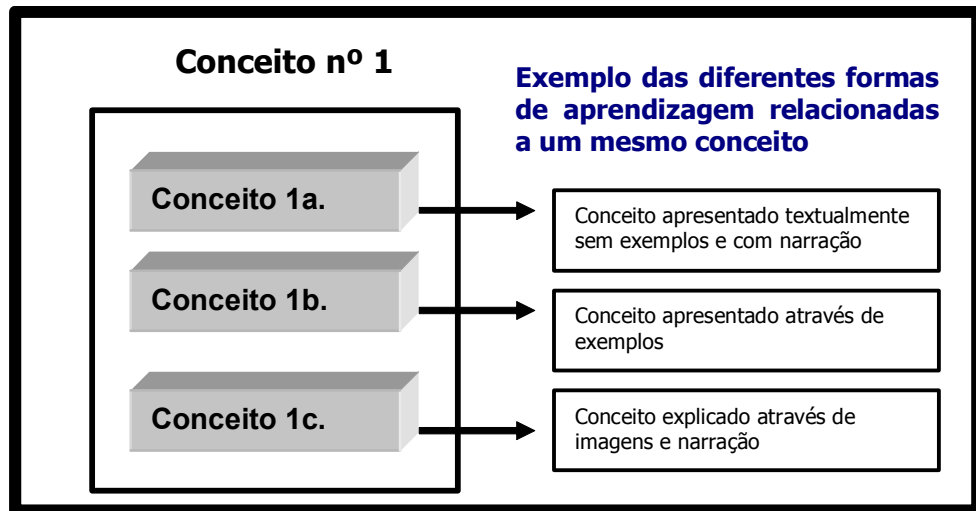 Conceito nº 1
Exemplo das diferentes formas
de aprendizagem relacionadas
a um mesmo conceito
Conceito 1a.
Conceito apresentado textualmente
sem exemplos e com narração
Conceito 1b.
Conceito apresentado através de
exemplos
Conceito 1c.
Conceito explicado através de
imagens e narração